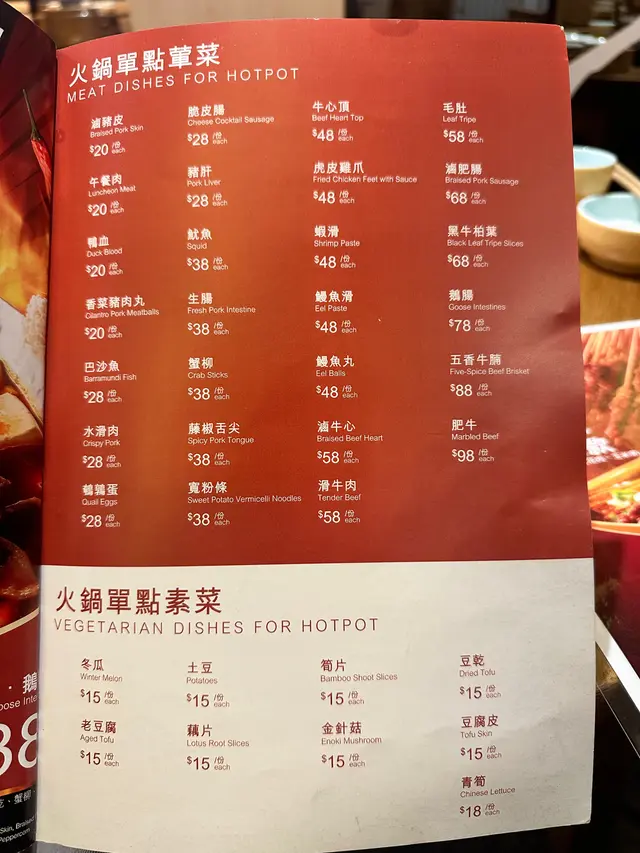 火鍋單點葷菜
MEAT DISHES FOR HOTPOT
滷豬皮
Braised Pork Skin
$20 /份 each
午餐肉
Luncheon Meat
$20 /份 each
鴨血
Duck Blood
$20 /份 each
香菜豬肉丸
Cilantro Pork Meatballs
$20 /份 each
巴沙魚
Barramundi Fish
$28 /份 each
水滑肉
Crispy Pork
$28 /份 each
鵪鶉蛋
Quail Eggs
$28 /份 each
脆皮腸
Cheese Cocktail Sausage
$28 /份 each
豬肝
Pork Liver
$28 /份 each
魷魚
Squid
$38 /份 each
生腸
Fresh Pork Intestine
$38 /份 each
蟹柳
Crab Sticks
$38 /份 each
藤椒舌尖
Spicy Pork Tongue
$38 /份 each
寬粉條
Sweet Potato Vermicelli Noodles
$38 /份 each
牛心頂
Beef Heart Top
$48 /份 each
虎皮雞爪
Fried Chicken Feet with Sauce
$48 /份 each
蝦滑
Shrimp Paste
$48 /份 each
鰻魚滑
Eel Paste
$48 /份 each
鰻魚丸
Eel Balls
$48 /份 each
滷牛心
Braised Beef Heart
$58 /份 each
滑牛肉
Tender Beef
$58 /份 each
毛肚
Leaf Tripe
$58 /份 each
滷肥腸
Braised Pork Sausage
$68 /份 each
黑牛柏葉
Black Leaf Tripe Slices
$68 /份 each
鵝腸
Goose Intestines
$78 /份 each
五香牛腩
Five-Spice Beef Brisket
$88 /份 each
肥牛
Marbled Beef
$98 /份 each
火鍋單點素菜
VEGETARIAN DISHES FOR HOTPOT
冬瓜
Winter Melon
$15 /份 each
老豆腐
Aged Tofu
$15 /份 each
土豆
Potatoes
$15 /份 each
藕片
Lotus Root Slices
$15 /份 each
筍片
Bamboo Shoot Slices
$15 /份 each
金針菇
Enoki Mushroom
$15 /份 each
豆乾
Dried Tofu
$15 /份 each
豆腐皮
Tofu Skin
$15 /份 each
青筍
Chinese Lettuce
$18 /份 each
· 鵝
38
、蟹柳
Skin, Braised
Peppercorn